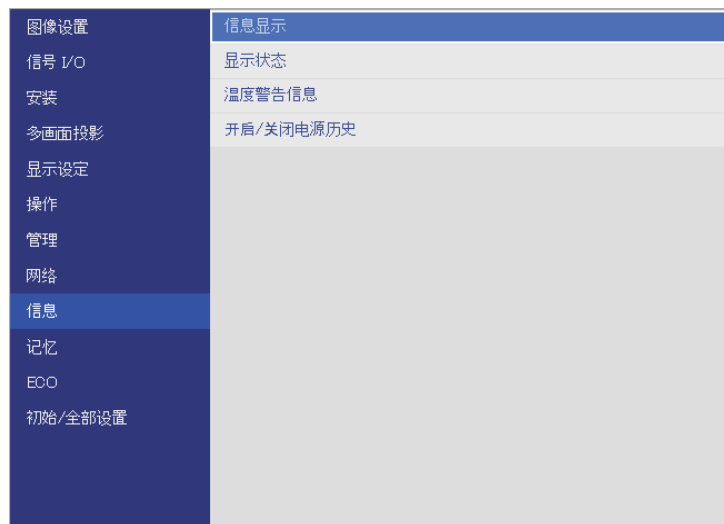 图像设置
信号 I/O
安装
多画面投影
显示设定
操作
管理
网络
信息
记忆
ECO
初始/全部设置
信息显示
显示状态
温度警告信息
开启/关闭电源历史